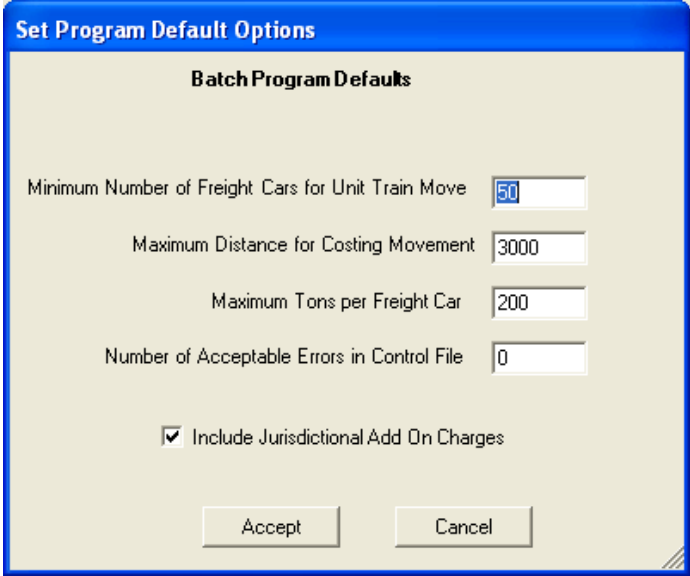 Set Program Default Options
Batch Program Defaults
Minimum Number of Freight Cars for Unit Train Move 50
Maximum Distance for Costing Movement 3000
Maximum Tons per Freight Car 200
Number of Acceptable Errors in Control File 0
Include Jurisdictional Add On Charges
Accept Cancel